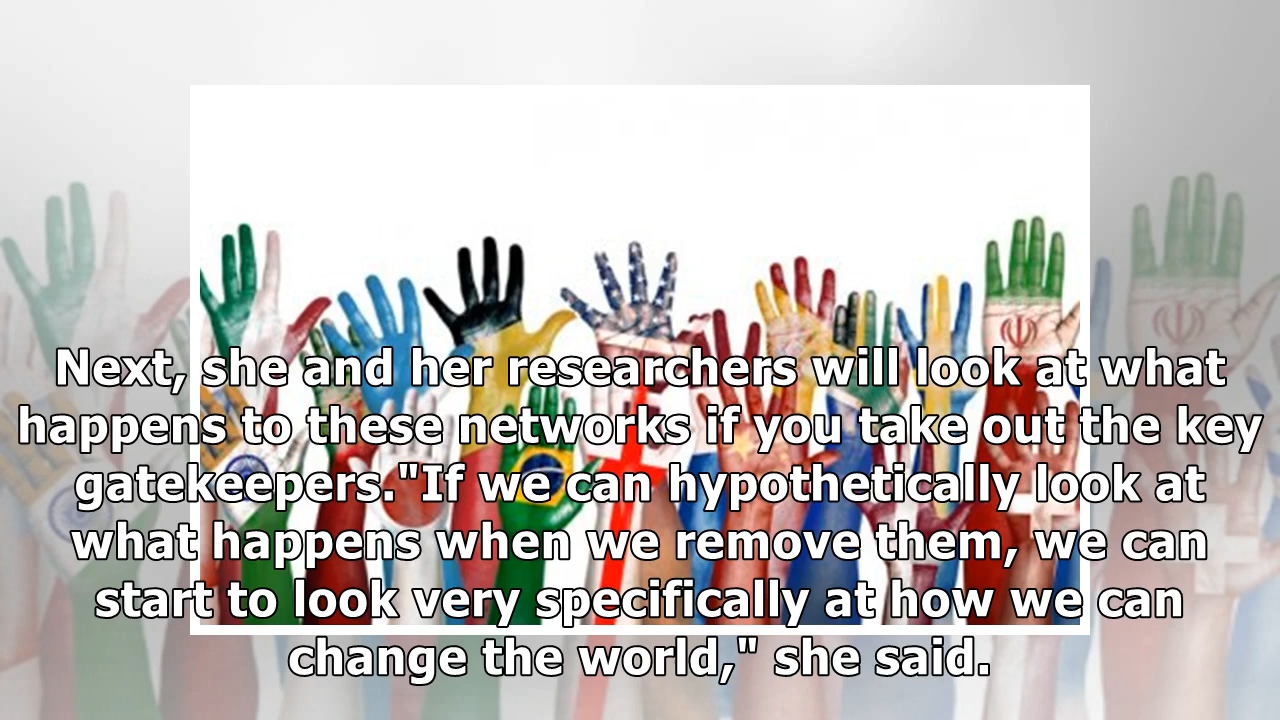 Next, she and her researchers will look at what
happens to these networks if you take out the key
gatekeepers."If we can hypothetically look at
what happens when we remove them, we can
start to look very specifically at how we can
change the world," she said.